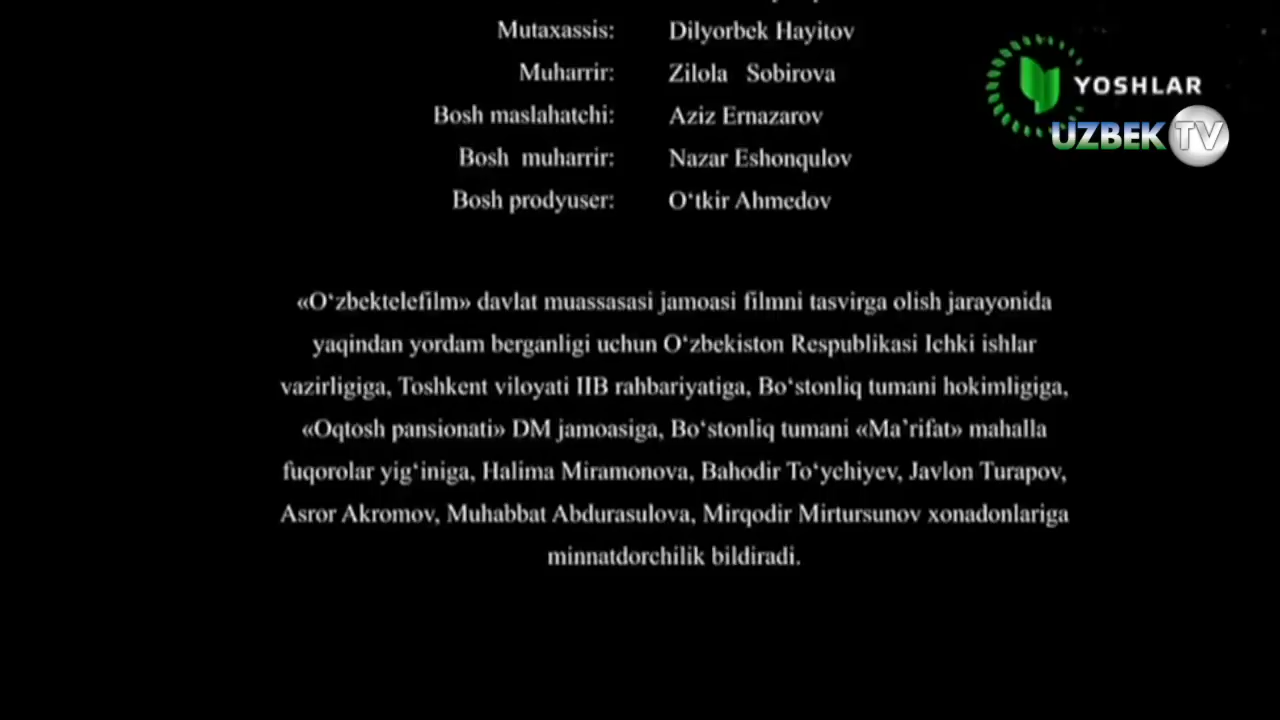 Mutaxassis: Dilyorbek Hayitov
Muharrir: Zilola Sobirova
Bosh maslahatchi: Aziz Ernazarov
Bosh muharrir: Nazar Eshonqulov
Bosh prodyuser: O‘tkir Ahmedov
YOSHLAR
UZBEK TV
«O‘zbektelefilm» davlat muassasasi jamoasi filmni tasvirga olish jarayonida
yaqindan yordam berganligi uchun O‘zbekiston Respublikasi Ichki ishlar
vazirligiga, Toshkent viloyati IIB rahbariyatiga, Bo‘stonliq tumani hokimligiga,
«Oqtosh pansionati» DM jamoasiga, Bo‘stonliq tumani «Ma’rifat» mahalla
fuqorolar yig‘iniga, Halima Miramonova, Bahodir To‘ychiyev, Javlon Turapov,
Asror Akromov, Muhabbat Abdurasulova, Mirqodir Mirtursunov xonadonlariga
minnatdorchilik bildiradi.